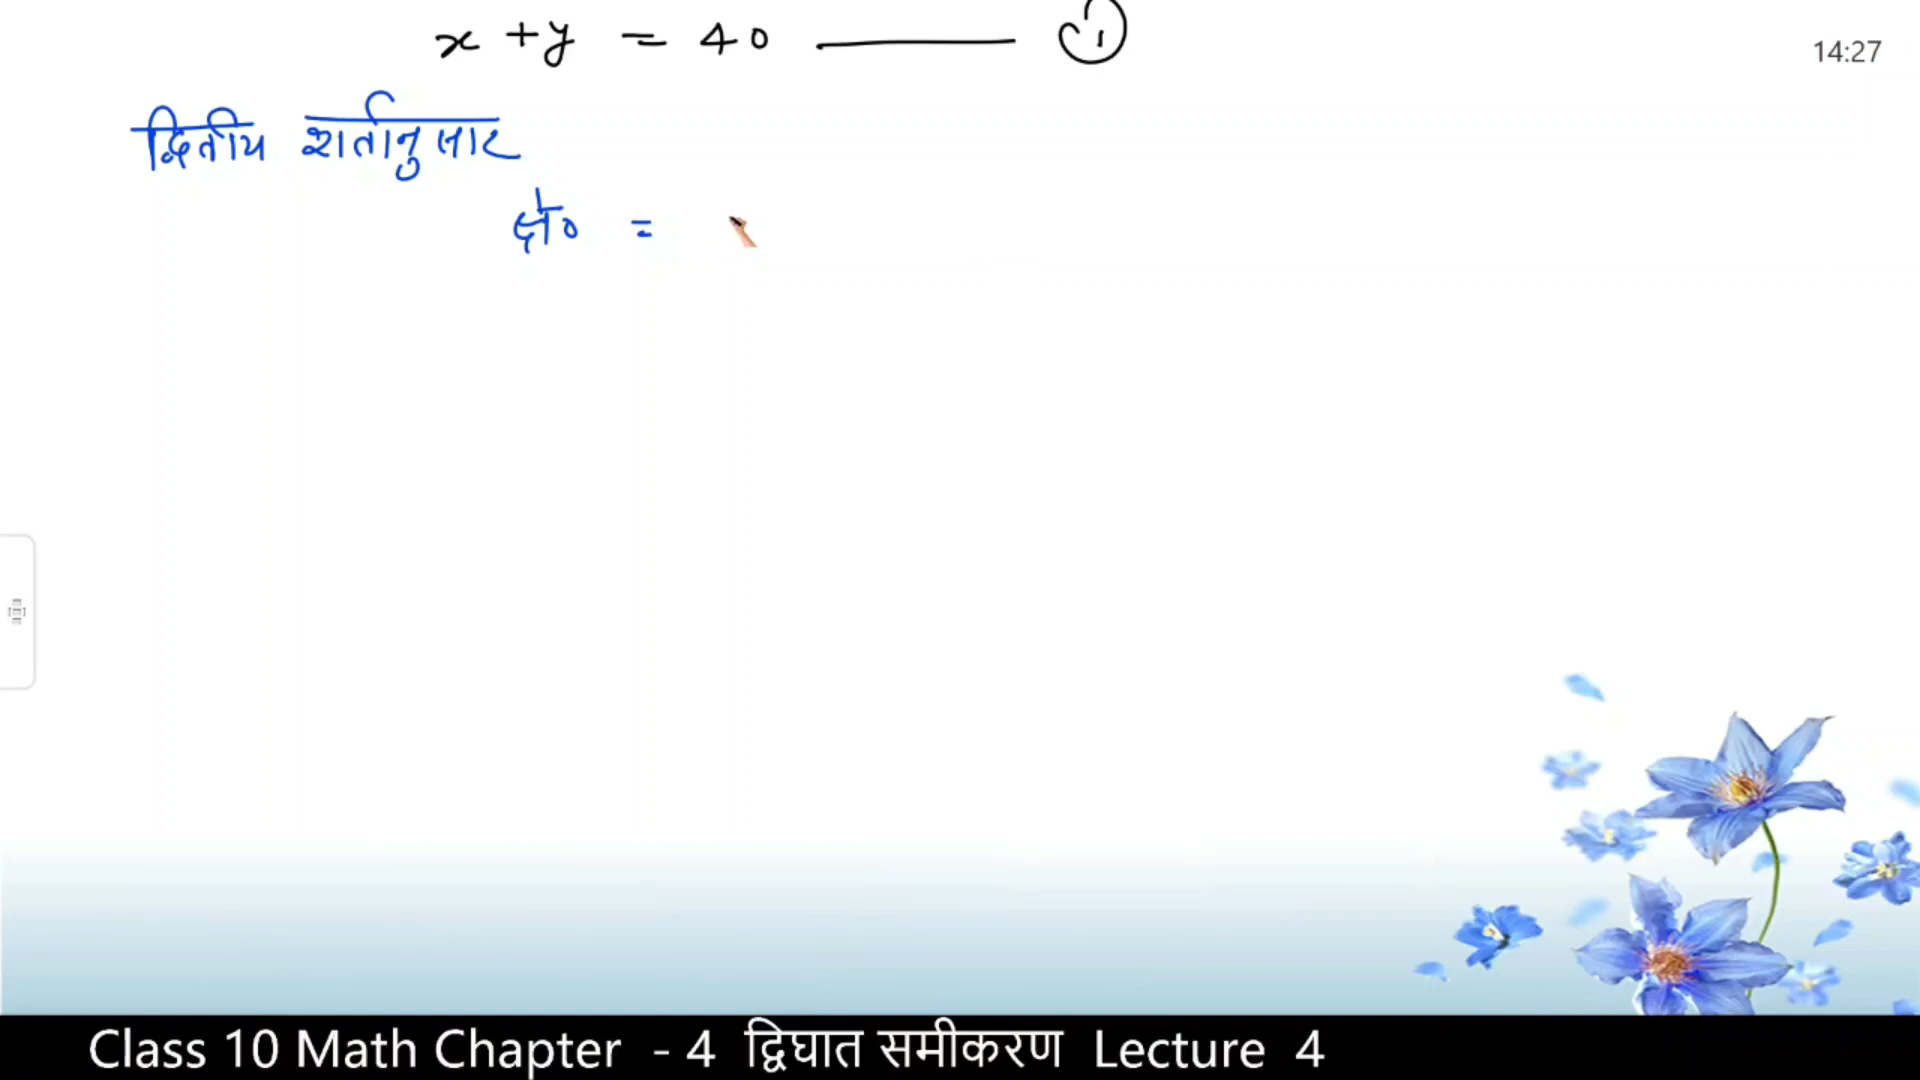 x + y = 40 ——— ①
14:27
द्वितीय शर्तानुसार
क्षे० =
Class 10 Math Chapter - 4 द्विघात समीकरण Lecture 4